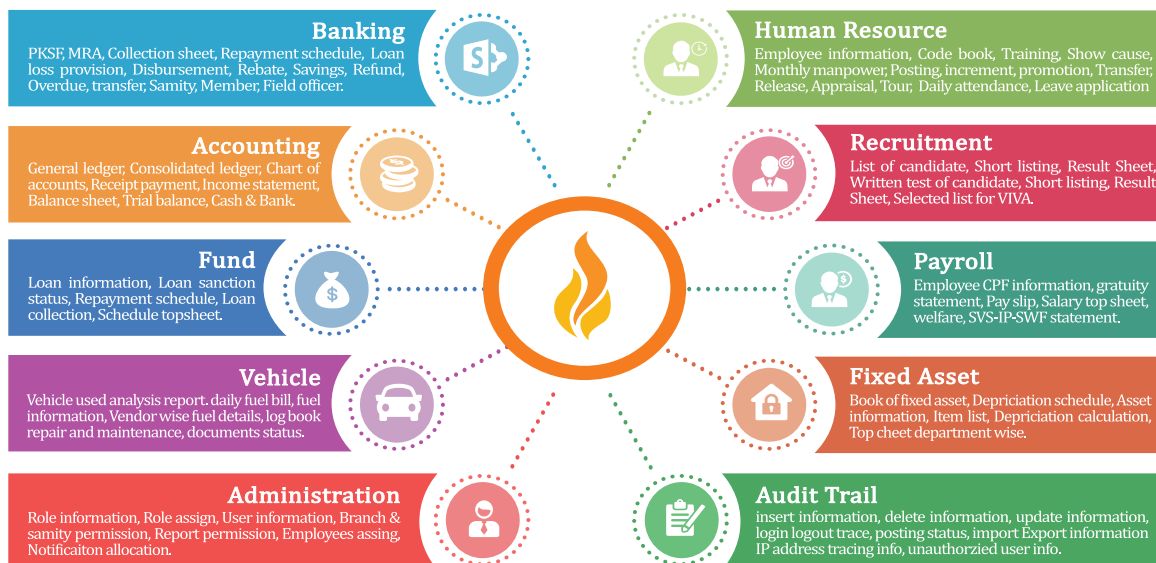 Banking
PKSF, MRA, Collection sheet, Repayment schedule, Loan
loss provision, Disbursement, Rebate, Savings, Refund,
Overdue, transfer, Samity, Member, Field officer.
Human Resource
Employee information, Code book, Training, Show cause,
Monthly manpower, Posting, increment, promotion, Transfer,
Release, Appraisal, Tour, Daily attendance, Leave application
Accounting
General ledger, Consolidated ledger, Chart of
accounts, Receipt payment, Income statement,
Balance sheet, Trial balance, Cash & Bank.
Recruitment
List of candidate, Short listing, Result Sheet,
Written test of candidate, Short listing, Result
Sheet, Selected list for VIVA.
Fund
Loan information, Loan sanction
status, Repayment schedule, Loan
collection, Schedule topsheet.
Payroll
Employee CPF information, gratuity
statement, Pay slip, Salary top sheet,
welfare, SVS-IP-SWF statement.
Vehicle
Vehicle used analysis report. daily fuel bill, fuel
information, Vendor wise fuel details, log book
repair and maintenance, documents status.
Fixed Asset
Book of fixed asset, Depriciation schedule, Asset
information, Item list, Depriciation calculation,
Top cheet department wise.
Administration
Role information, Role assign, User information, Branch &
samity permission, Report permission, Employees assing,
Notificaiton allocation.
Audit Trail
insert information, delete information, update information,
login logout trace, posting status, import Export information
IP address tracing info, unauthorzied user info.